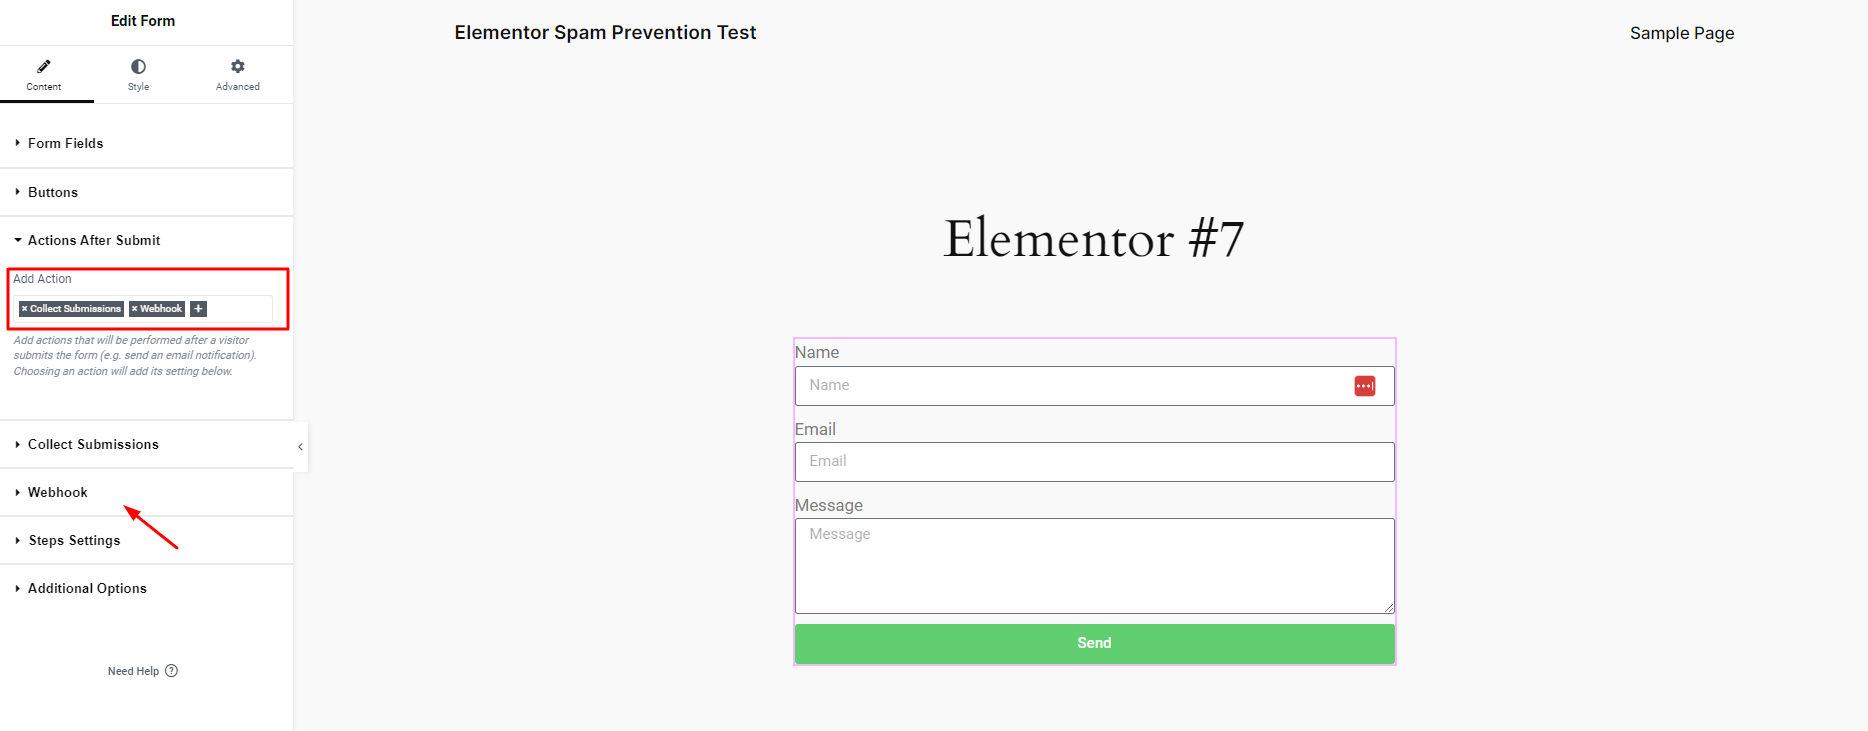 Edit Form
Content
Style
Advanced
Form Fields
Buttons
Actions After Submit
Add Action
× Collect Submissions × Webhook +
Add actions that will be performed after a visitor
submits the form (e.g. send an email notification).
Choosing an action will add its setting below.
Collect Submissions
Webhook
Steps Settings
Additional Options
Need Help ?
Elementor Spam Prevention Test
Sample Page
Elementor #7
Name
Name
Email
Email
Message
Message
Send